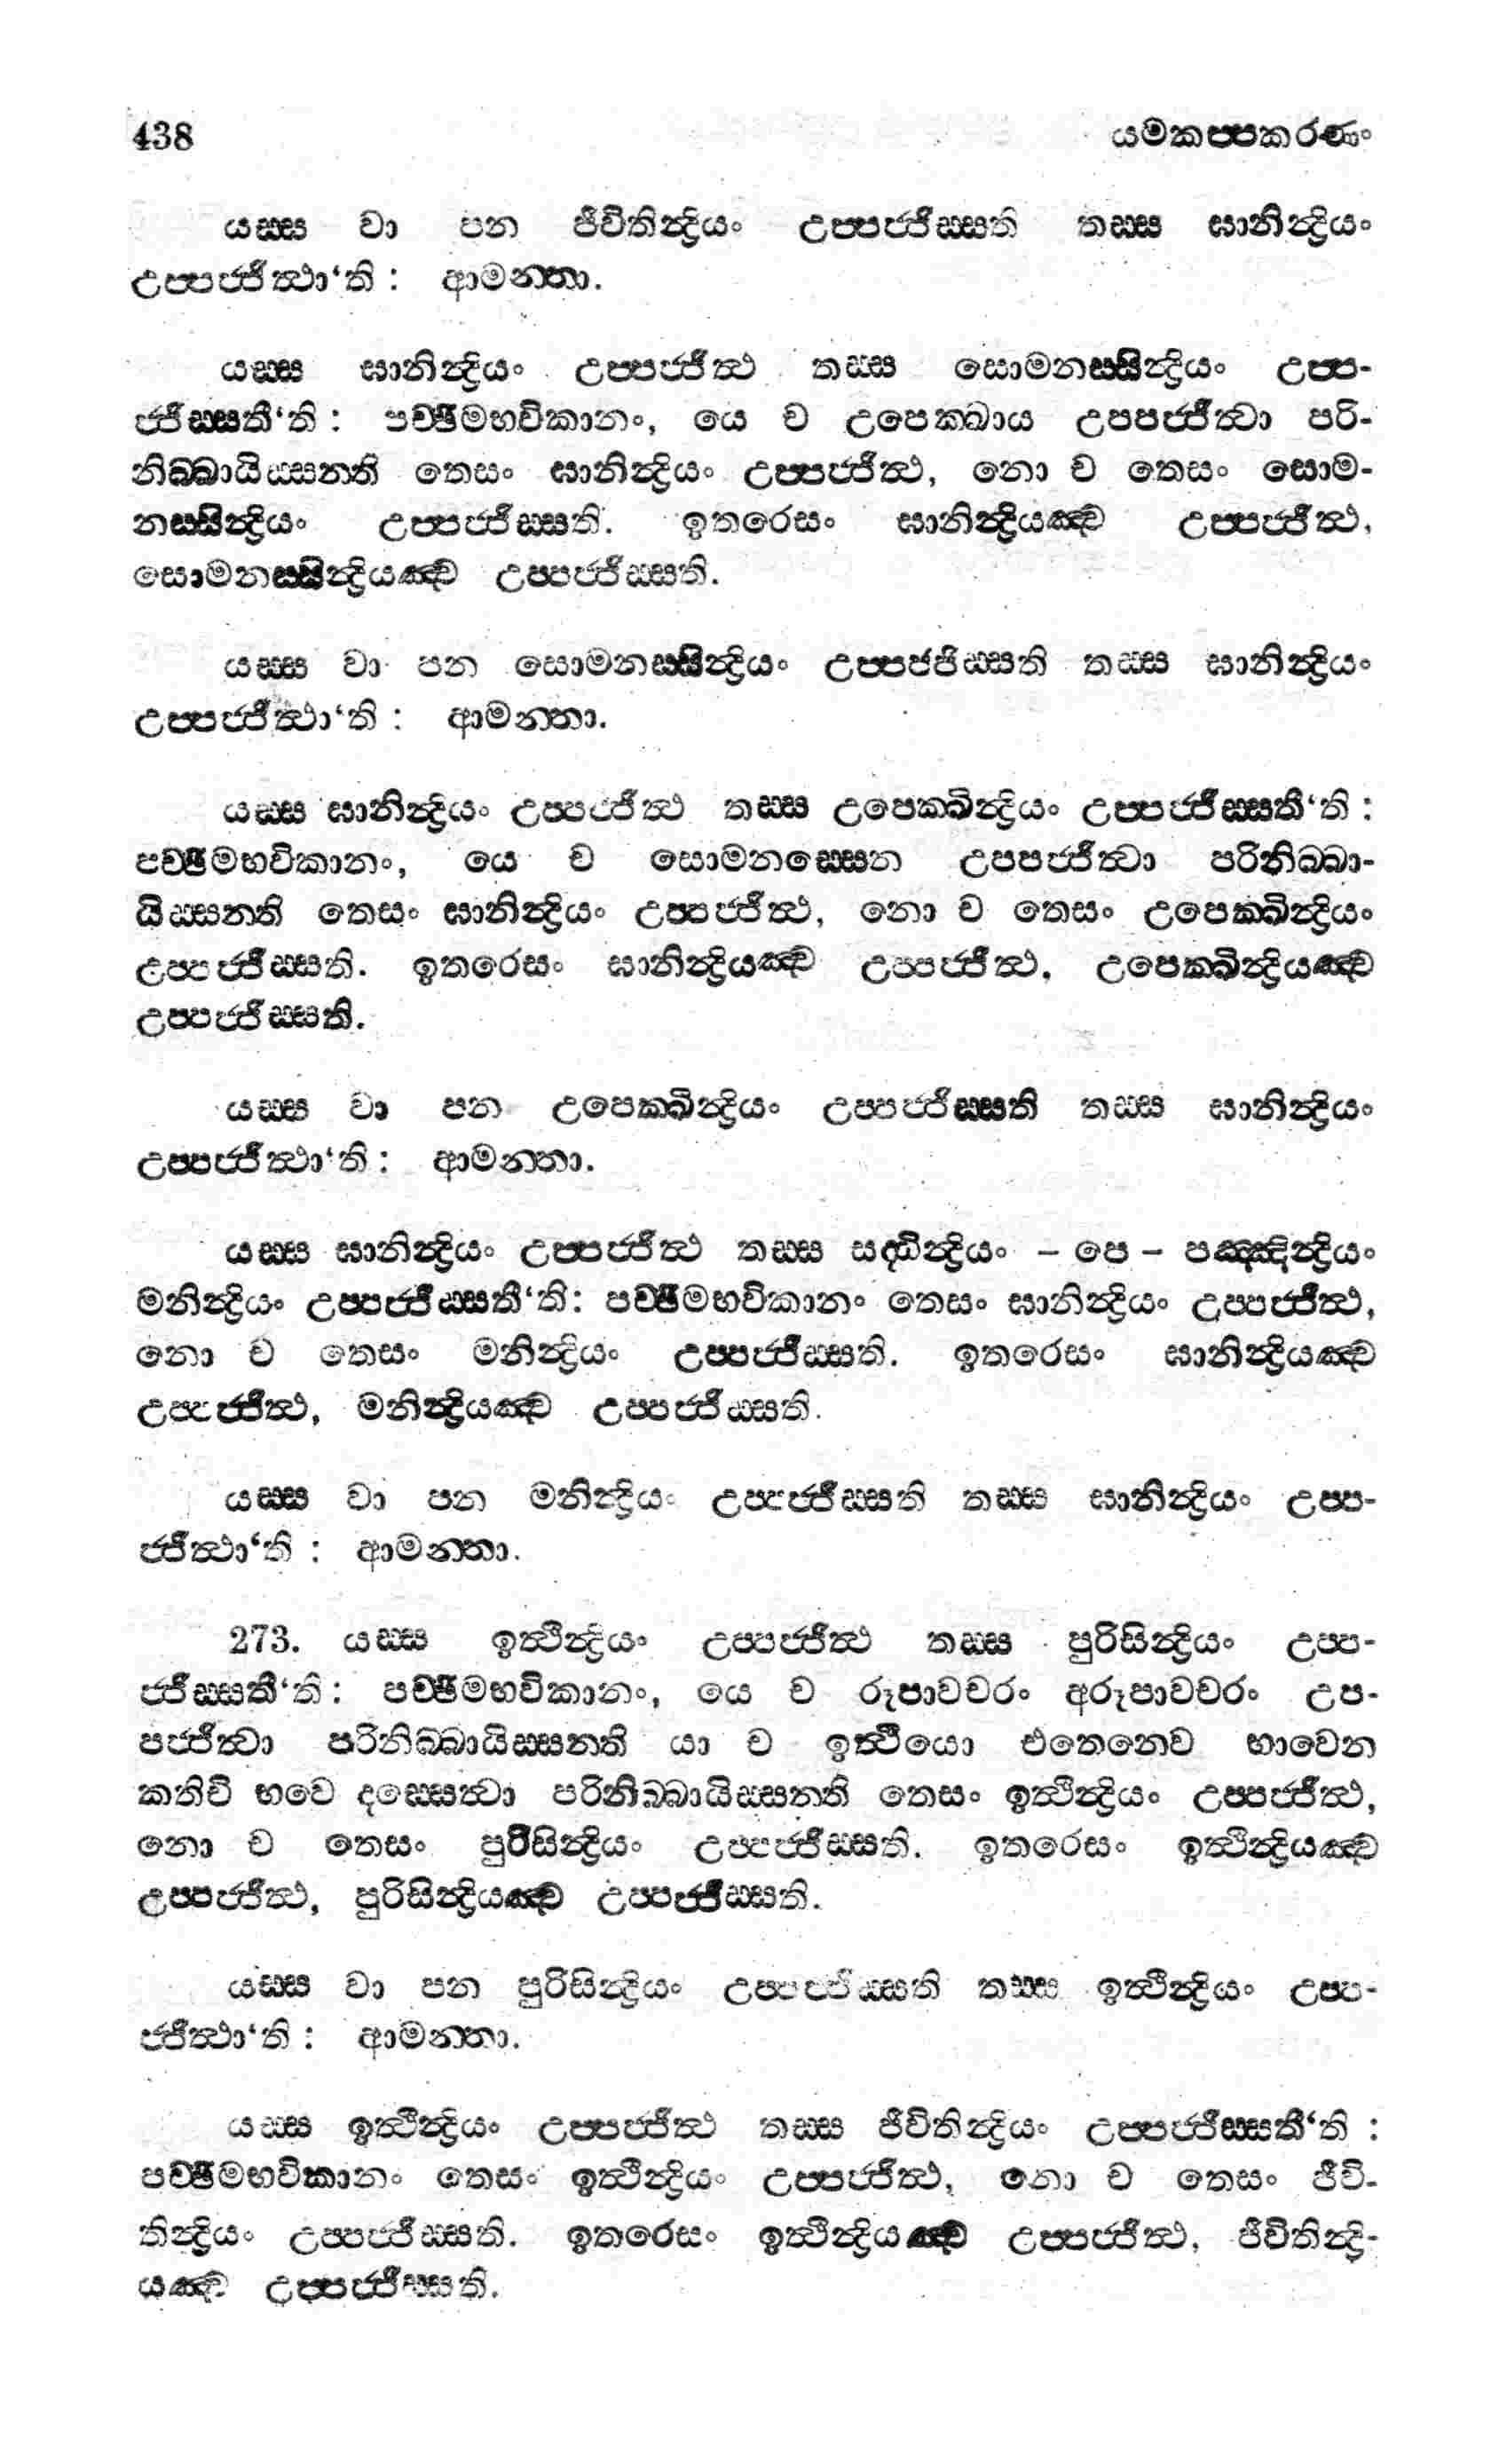 438 යමකප්පකරණං
යස්ස වා පන ජීවිතින්ද්‍රියං උප්පජ්ජිස්සති තස්ස ඝානින්ද්‍රියං
උප්පජ්ජිත්ථා‘ති : ආමන්තා.
යස්ස ඝානින්ද්‍රියං උප්පජ්ජිත්ථ තස්ස සොමනස්සින්ද්‍රියං උප්ප-
ජ්ජිස්සතී‘ති : පච්ඡිමභවිකානං, යෙ ච උපෙක්ඛාය උපපජ්ජිත්වා පරි-
නිබ්බායිස්සන්ති තෙසං ඝානින්ද්‍රියං උප්පජ්ජිත්ථ, නො ච තෙසං සොම-
නස්සින්ද්‍රියං උප්පජ්ජිස්සති. ඉතරෙසං ඝානින්ද්‍රියඤ්ච උප්පජ්ජිත්ථ,
සොමනස්සින්ද්‍රියඤ්ච උප්පජ්ජිස්සති.
යස්ස වා පන සොමනස්සින්ද්‍රියං උප්පජ්ජිස්සති තස්ස ඝානින්ද්‍රියං
උප්පජ්ජිත්ථා‘ති : ආමන්තා.
යස්ස ඝානින්ද්‍රියං උප්පජ්ජිත්ථ තස්ස උපෙක්ඛින්ද්‍රියං උප්පජ්ජිස්සතී‘ති :
පච්ඡිමභවිකානං, යෙ ච සොමනස්සෙන උපපජ්ජිත්වා පරිනිබ්බා-
යිස්සන්ති තෙසං ඝානින්ද්‍රියං උප්පජ්ජිත්ථ, නො ච තෙසං උපෙක්ඛින්ද්‍රියං
උප්පජ්ජිස්සති. ඉතරෙසං ඝානින්ද්‍රියඤ්ච උප්පජ්ජිත්ථ, උපෙක්ඛින්ද්‍රියඤ්ච
උප්පජ්ජිස්සති.
යස්ස වා පන උපෙක්ඛින්ද්‍රියං උප්පජ්ජිස්සති තස්ස ඝානින්ද්‍රියං
උප්පජ්ජිත්ථා‘ති : ආමන්තා.
යස්ස ඝානින්ද්‍රියං උප්පජ්ජිත්ථ තස්ස සද්ධින්ද්‍රියං – පෙ – පඤ්ඤින්ද්‍රියං
මනින්ද්‍රියං උප්පජ්ජිස්සතී‘ති: පච්ඡිමභවිකානං තෙසං ඝානින්ද්‍රියං උප්පජ්ජිත්ථ,
නො ච තෙසං මනින්ද්‍රියං උප්පජ්ජිස්සති. ඉතරෙසං ඝානින්ද්‍රියඤ්ච
උප්පජ්ජිත්ථ, මනින්ද්‍රියඤ්ච උප්පජ්ජිස්සති.
යස්ස වා පන මනින්ද්‍රියං උප්පජ්ජිස්සති තස්ස ඝානින්ද්‍රියං උප්ප-
ජ්ජිත්ථා‘ති : ආමන්තා.
273. යස්ස ඉත්ථින්ද්‍රියං උප්පජ්ජිත්ථ තස්ස පුරිසින්ද්‍රියං උප්ප-
ජ්ජිස්සතී‘ති : පච්ඡිමභවිකානං, යෙ ච රූපාවචරං අරූපාවචරං උප-
පජ්ජිත්වා පරිනිබ්බායිස්සන්ති යා ච ඉත්ථියො එතෙනෙව භාවෙන
කතිචි භවෙ දස්සෙත්වා පරිනිබ්බායිස්සන්ති තෙසං ඉත්ථින්ද්‍රියං උප්පජ්ජිත්ථ,
නො ච තෙසං පුරිසින්ද්‍රියං උප්පජ්ජිස්සති. ඉතරෙසං ඉත්ථින්ද්‍රියඤ්ච
උප්පජ්ජිත්ථ, පුරිසින්ද්‍රියඤ්ච උප්පජ්ජිස්සති.
යස්ස වා පන පුරිසින්ද්‍රියං උප්පජ්ජිස්සති තස්ස ඉත්ථින්ද්‍රියං උප්ප-
ජ්ජිත්ථා‘ති : ආමන්තා.
යස්ස ඉත්ථින්ද්‍රියං උප්පජ්ජිත්ථ තස්ස ජීවිතින්ද්‍රියං උප්පජ්ජිස්සතී‘ති :
පච්ඡිමභවිකානං තෙසං ඉත්ථින්ද්‍රියං උප්පජ්ජිත්ථ, නො ච තෙසං ජීවි-
තින්ද්‍රියං උප්පජ්ජිස්සති. ඉතරෙසං ඉත්ථින්ද්‍රියඤ්ච උප්පජ්ජිත්ථ, ජීවිතින්ද්‍රි-
යඤ්ච උප්පජ්ජිස්සති.